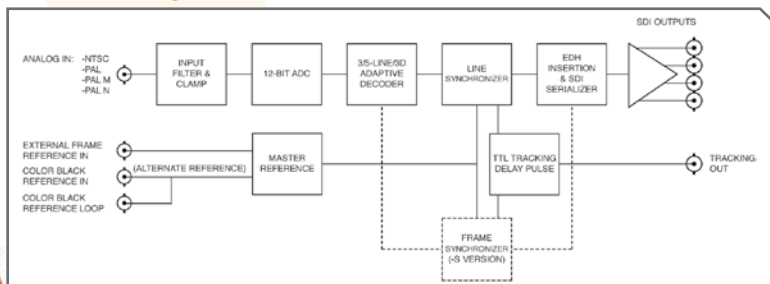 SDI OUTPUTS
ANALOG IN: -NTSC
-PAL
-PAL M
-PAL N
INPUT
FILTER &
CLAMP
12-BIT ADC
3/5-LINE/3D
ADAPTIVE
DECODER
LINE
SYNCHRONIZER
EDH
INSERTION
& SDI
SERIALIZER
EXTERNAL FRAME
REFERENCE IN
COLOR BLACK
REFERENCE IN
(ALTERNATE REFERENCE)
COLOR BLACK
REFERENCE LOOP
MASTER
REFERENCE
TTL TRACKING
DELAY PULSE
TRACKING
OUT
FRAME
SYNCHRONIZER
(-S VERSION)